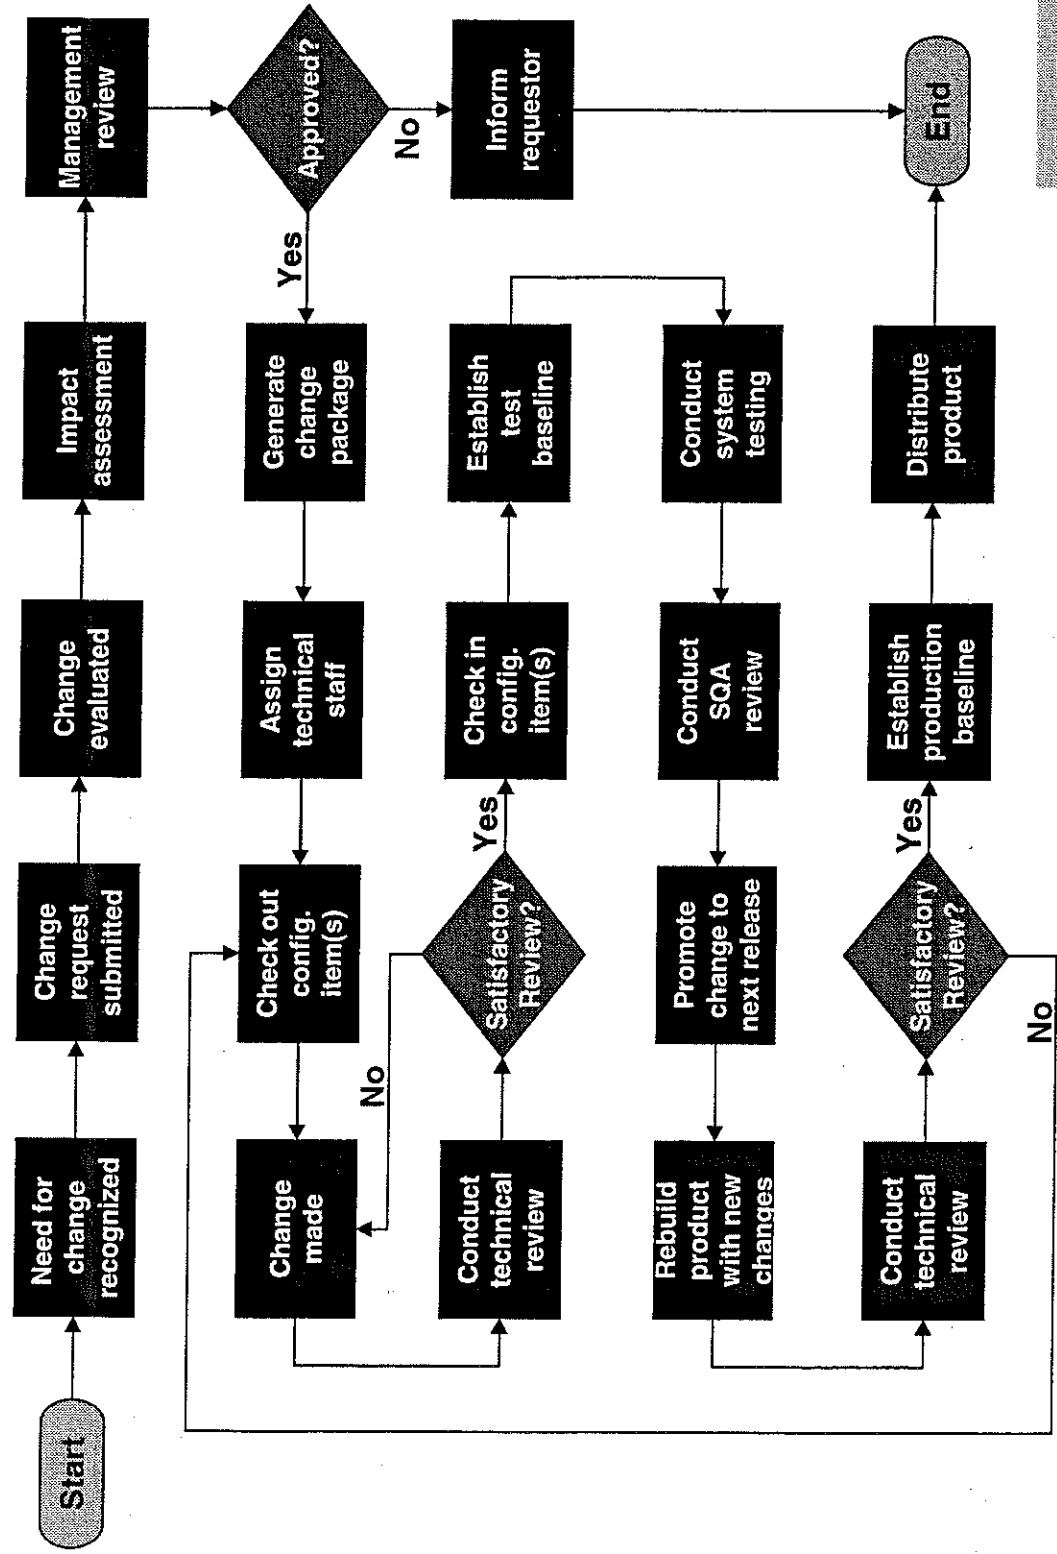 Start
Need for
change
recognized
Change
request
submitted
Change
evaluated
Impact
assessment
Management
review
Approved?
Yes
No
Inform
requestor
End
Generate
change
package
Assign
technical
staff
Check out
config.
item(s)
Change
made
Conduct
technical
review
Satisfactory
Review?
No
Yes
Check in
config.
item(s)
Establish
test
baseline
Conduct
system
testing
Conduct
SQA
review
Promote
change to
next release
Rebuild
product
with new
changes
Conduct
technical
review
Satisfactory
Review?
No
Yes
Establish
production
baseline
Distribute
product